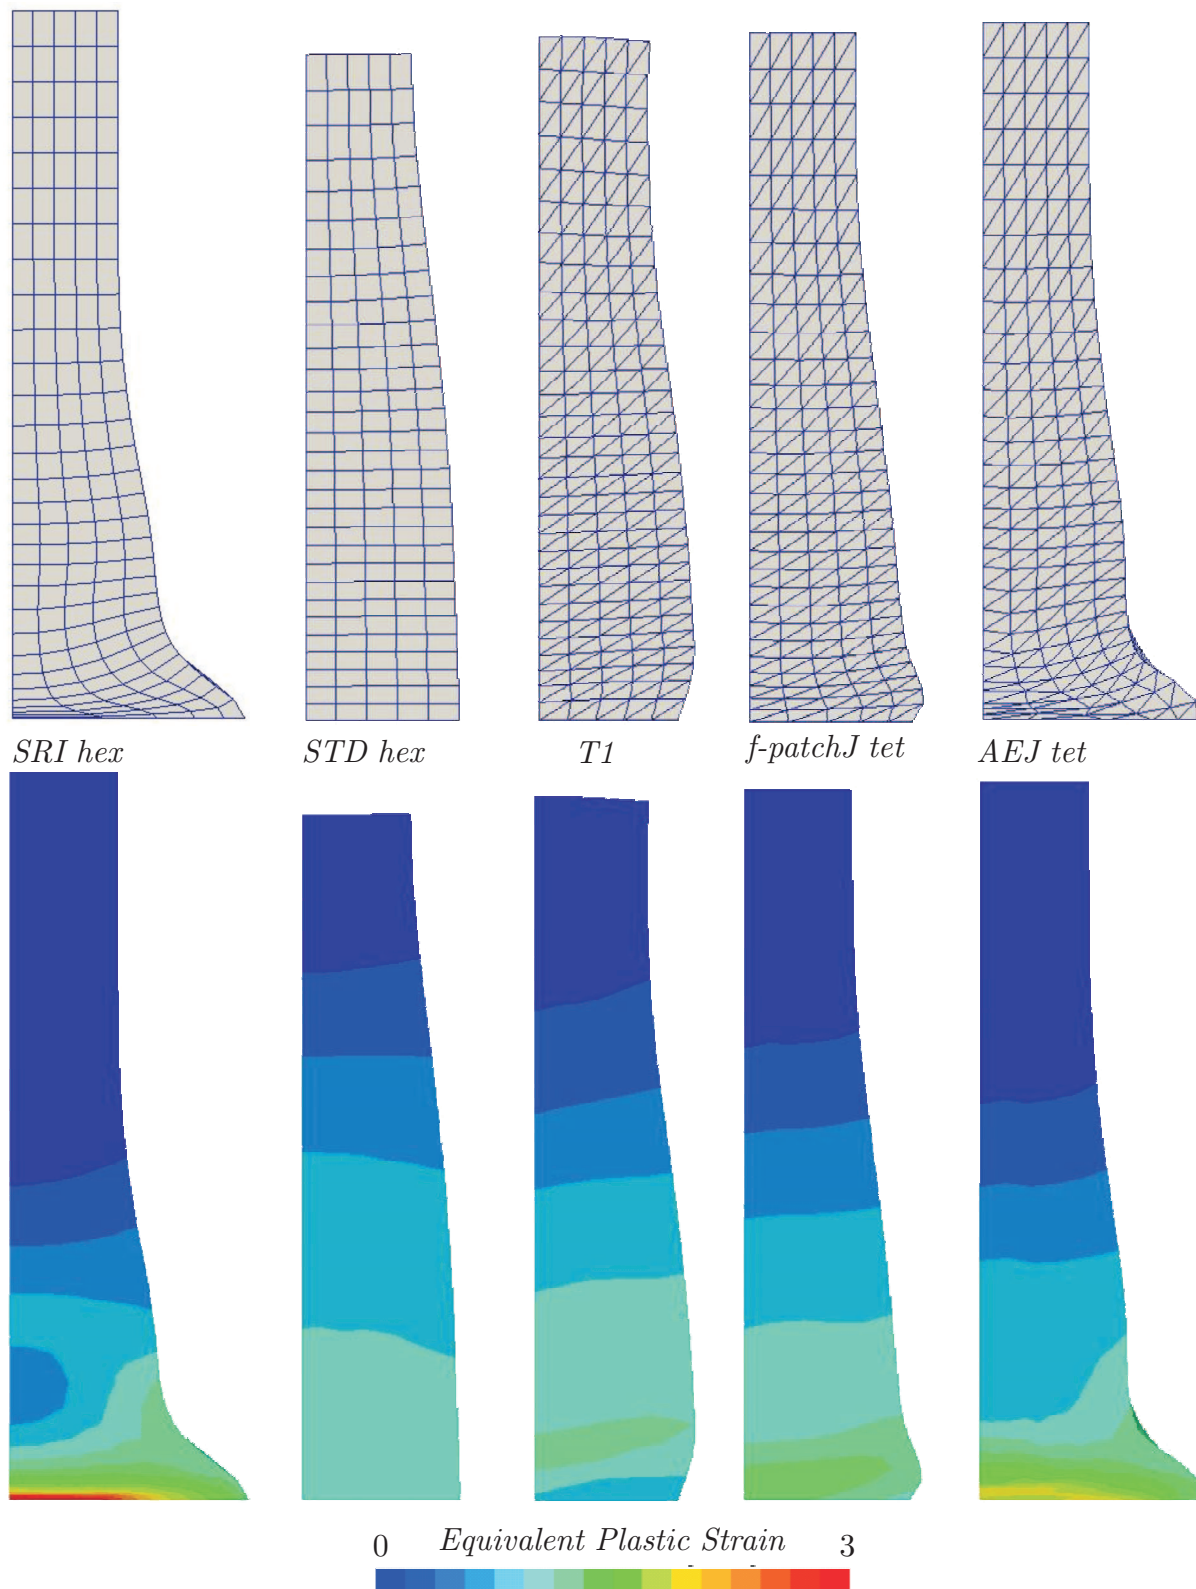 SRI hex STD hex T1 f-patchJ tet AEJ tet
0 Equivalent Plastic Strain 3